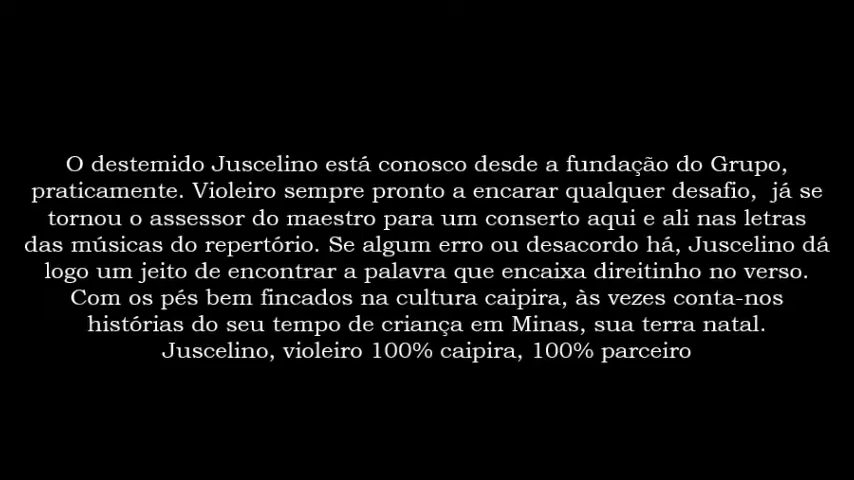 O destemido Juscelino está conosco desde a fundação do Grupo,
praticamente. Violeiro sempre pronto a encarar qualquer desafio,  já se
tornou o assessor do maestro para um conserto aqui e ali nas letras
das músicas do repertório. Se algum erro ou desacordo há, Juscelino dá
logo um jeito de encontrar a palavra que encaixa direitinho no verso.
Com os pés bem fincados na cultura caipira, às vezes conta-nos
histórias do seu tempo de criança em Minas, sua terra natal.
Juscelino, violeiro 100% caipira, 100% parceiro